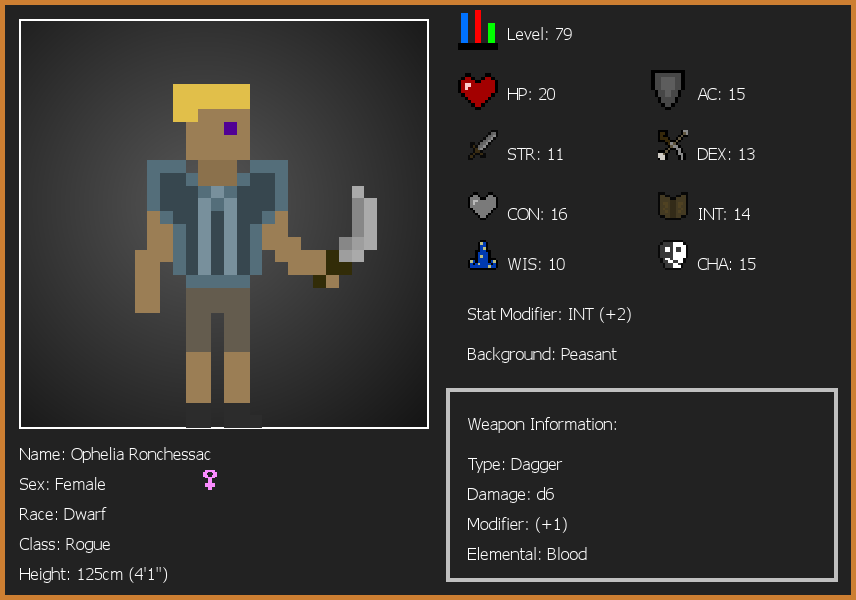 Level: 79
HP: 20
AC: 15
STR: 11
DEX: 13
CON: 16
INT: 14
WIS: 10
CHA: 15
Stat Modifier: INT (+2)
Background: Peasant
Weapon Information:
Type: Dagger
Damage: d6
Modifier: (+1)
Elemental: Blood
Name: Ophelia Ronchessac
Sex: Female
Race: Dwarf
Class: Rogue
Height: 125cm (4'1")